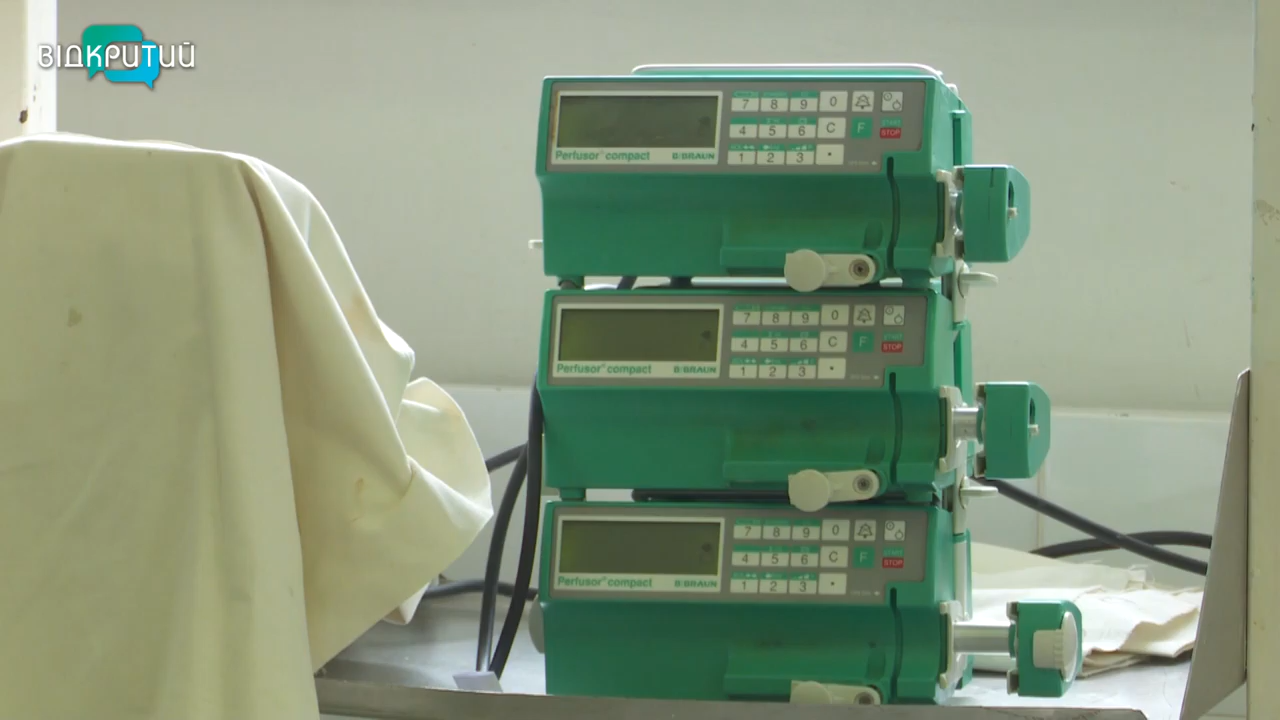 ВІДКРИТИЙ
7 8 9 0
4 5 6 C F STOP
1 2 3 .
Perfusor® compact B|BRAUN
7 8 9 0
4 5 6 C F STOP
1 2 3 .
Perfusor® compact B|BRAUN
7 8 9 0
4 5 6 C F STOP
1 2 3 .
Perfusor® compact B|BRAUN